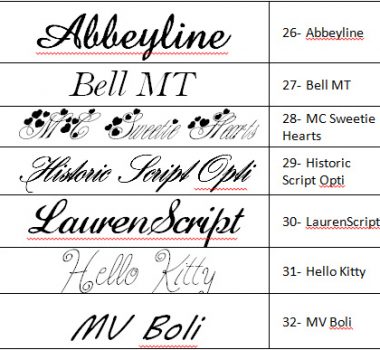 Abbeyline
26- Abbeyline
Bell MT
27- Bell MT
MC Sweetie Hearts
28- MC Sweetie
Hearts
Historic Script Opti
29- Historic
Script Opti
LaurenScript
30- LaurenScript
Hello Kitty
31- Hello Kitty
MV Boli
32- MV Boli